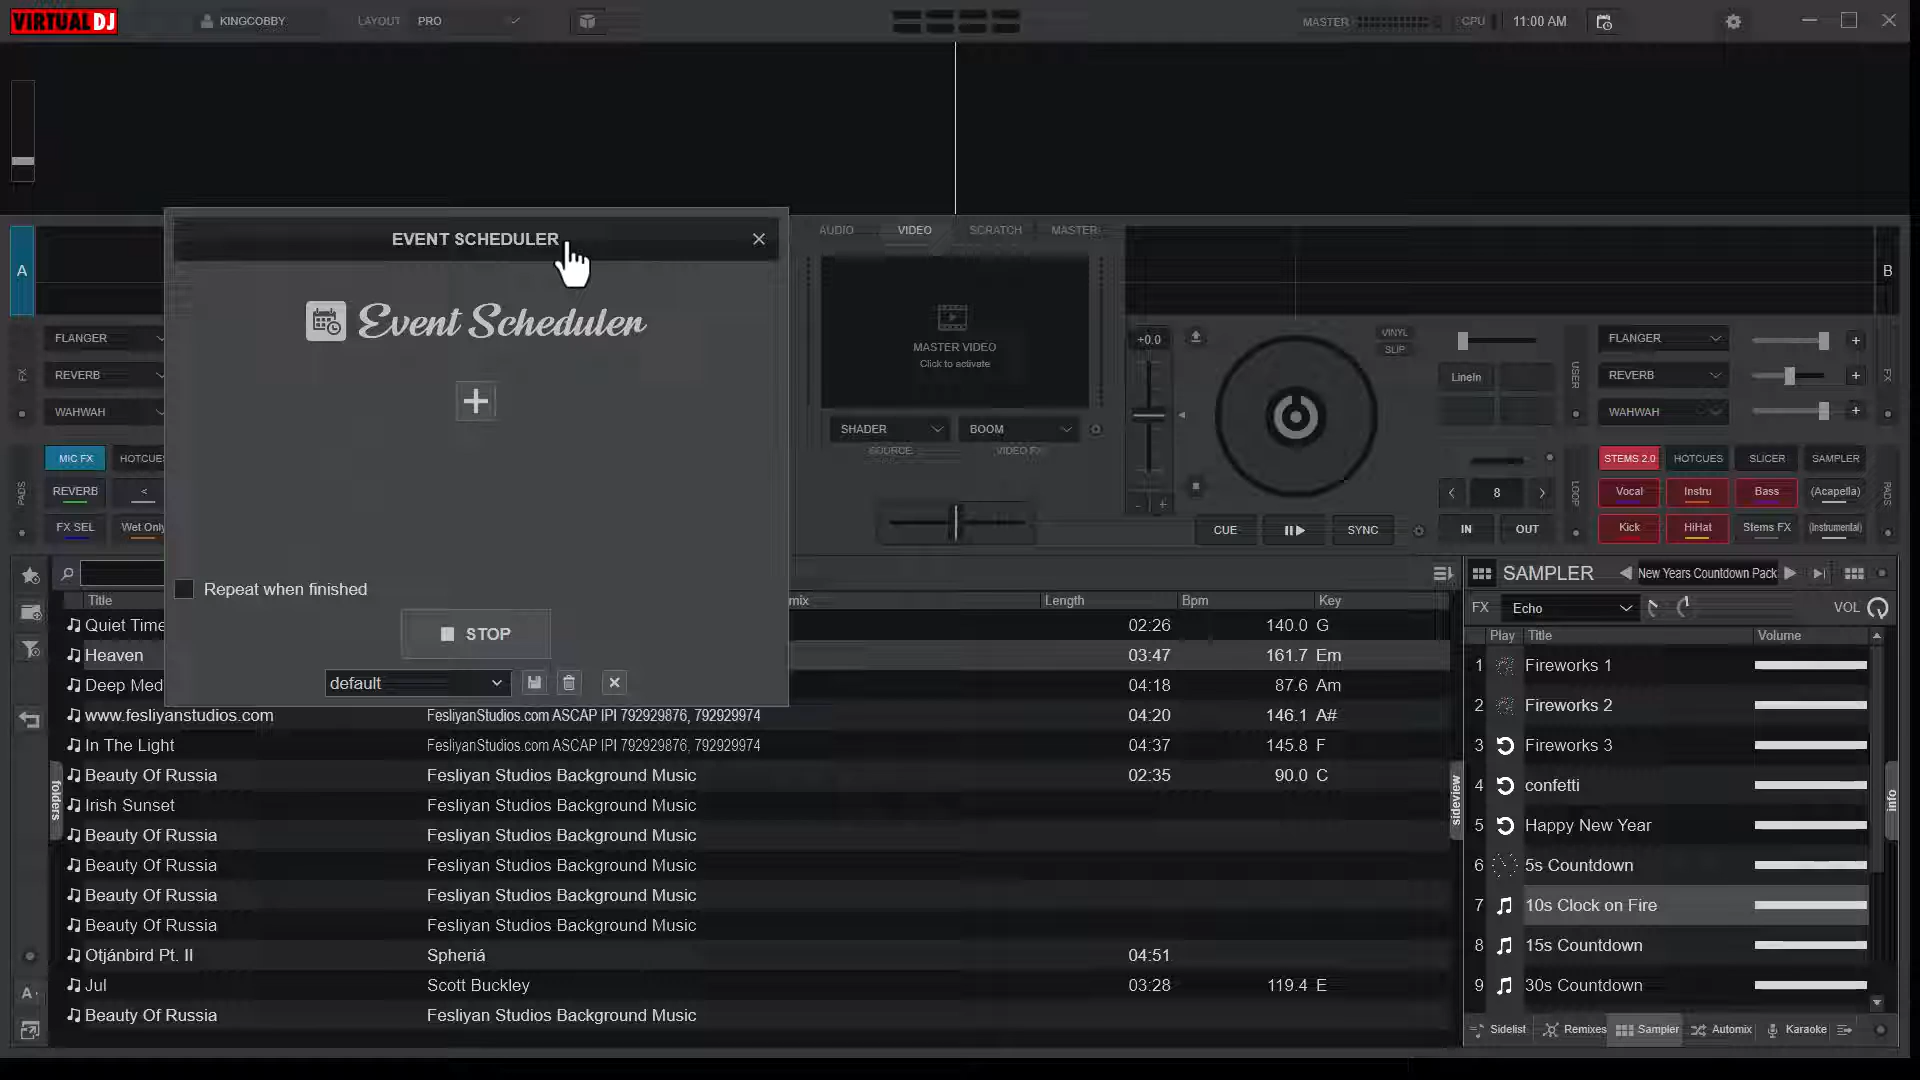 VIRTUAL DJ
KINGCOBBY
LAYOUT PRO
MASTER
CPU
11:00 AM
EVENT SCHEDULER
Event Scheduler
Repeat when finished
STOP
default
A
FX
FLANGER
REVERB
WAHWAH
PADS
MIC FX
HOTCUES
REVERB
<
FX SEL
Wet Only
AUDIO
VIDEO
SCRATCH
MASTER
MASTER VIDEO
Click to activate
SHADER
BOOM
SOURCE
VIDEO FX
B
+0.0
VINYL
SLIP
LineIn
USER
FLANGER
REVERB
WAHWAH
FX
STEMS 2.0
HOTCUES
SLICER
SAMPLER
Vocal
Instru
Bass
(Acapella)
Kick
HiHat
Stems FX
(Instrumental)
PADS
LOOP
8
IN
OUT
CUE
SYNC
Title
mix
Length
Bpm
Key
Quiet Time 02:26 140.0 G
Heaven 03:47 161.7 Em
Deep Med 04:18 87.6 Am
www.fesliyanstudios.com FesliyanStudios.com ASCAP IPI 792929876, 792929974 04:20 146.1 A#
In The Light FesliyanStudios.com ASCAP IPI 792929876, 792929974 04:37 145.8 F
Beauty Of Russia Fesliyan Studios Background Music 02:35 90.0 C
Irish Sunset Fesliyan Studios Background Music
Beauty Of Russia Fesliyan Studios Background Music
Beauty Of Russia Fesliyan Studios Background Music
Beauty Of Russia Fesliyan Studios Background Music
Beauty Of Russia Fesliyan Studios Background Music
Otjánbird Pt. II Spheriá 04:51
Jul Scott Buckley 03:28 119.4 E
Beauty Of Russia Fesliyan Studios Background Music
folders
sideview
info
SAMPLER New Years Countdown Pack
FX Echo VOL
Play Title Volume
1 Fireworks 1
2 Fireworks 2
3 Fireworks 3
4 confetti
5 Happy New Year
6 5s Countdown
7 10s Clock on Fire
8 15s Countdown
9 30s Countdown
Sidelist Remixes Sampler Automix Karaoke